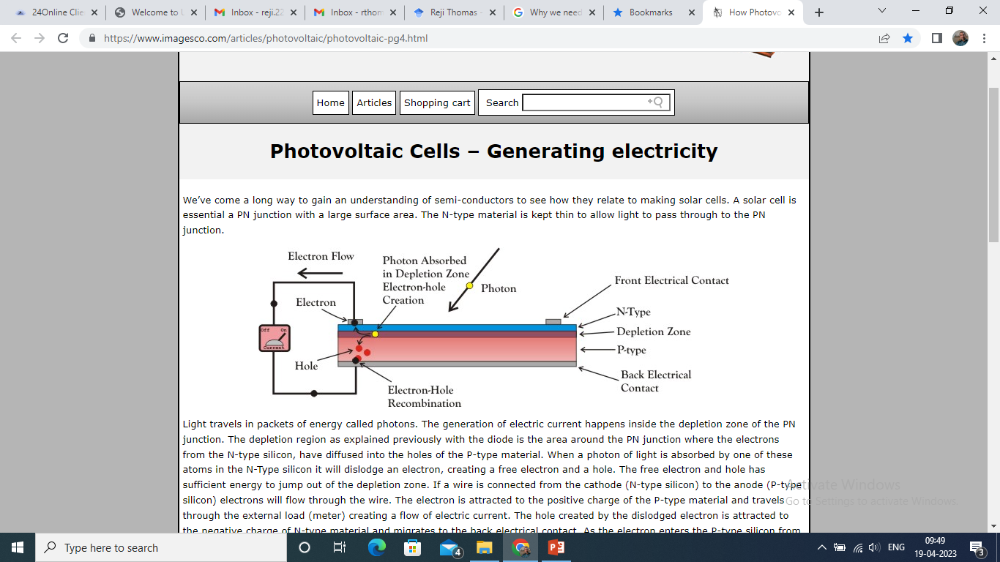 24Online Clie
Welcome to U
Inbox - reji.22
Inbox - rthom
Reji Thomas -
Why we need
Bookmarks
How Photovo
https://www.imagesco.com/articles/photovoltaic/photovoltaic-pg4.html
Home
Articles
Shopping cart
Search
Photovoltaic Cells – Generating electricity
We’ve come a long way to gain an understanding of semi-conductors to see how they relate to making solar cells. A solar cell is
essential a PN junction with a large surface area. The N-type material is kept thin to allow light to pass through to the PN
junction.
Electron Flow
Photon Absorbed
in Depletion Zone
Electron-hole
Creation
Photon
Front Electrical Contact
Electron
N-Type
Depletion Zone
P-type
Off On
Current
Hole
Back Electrical
Contact
Electron-Hole
Recombination
Light travels in packets of energy called photons. The generation of electric current happens inside the depletion zone of the PN
junction. The depletion region as explained previously with the diode is the area around the PN junction where the electrons
from the N-type silicon, have diffused into the holes of the P-type material. When a photon of light is absorbed by one of these
atoms in the N-Type silicon it will dislodge an electron, creating a free electron and a hole. The free electron and hole has
sufficient energy to jump out of the depletion zone. If a wire is connected from the cathode (N-type silicon) to the anode (P-type
silicon) electrons will flow through the wire. The electron is attracted to the positive charge of the P-type material and travels
through the external load (meter) creating a flow of electric current. The hole created by the dislodged electron is attracted to
the negative charge of N-type material and migrates to the back electrical contact. As the electron enters the P-type silicon from
Activate Windows
Go to Settings to activate Windows.
Type here to search
4
ENG
09:49
19-04-2023
3